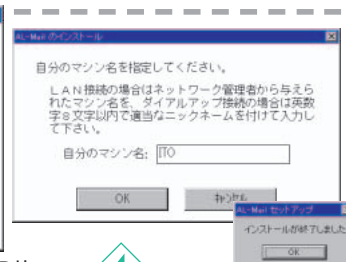 AL-Mail のインストール
自分のマシン名を指定してください。
LAN接続の場合はネットワーク管理者から与えら
れたマシン名を、ダイアルアップ接続の場合は英数
字8文字以内で適当なニックネームを付けて入力し
て下さい。
自分のマシン名: ITO
OK
キャンセル
AL-Mail セットアップ
インストールが終了しました
OK